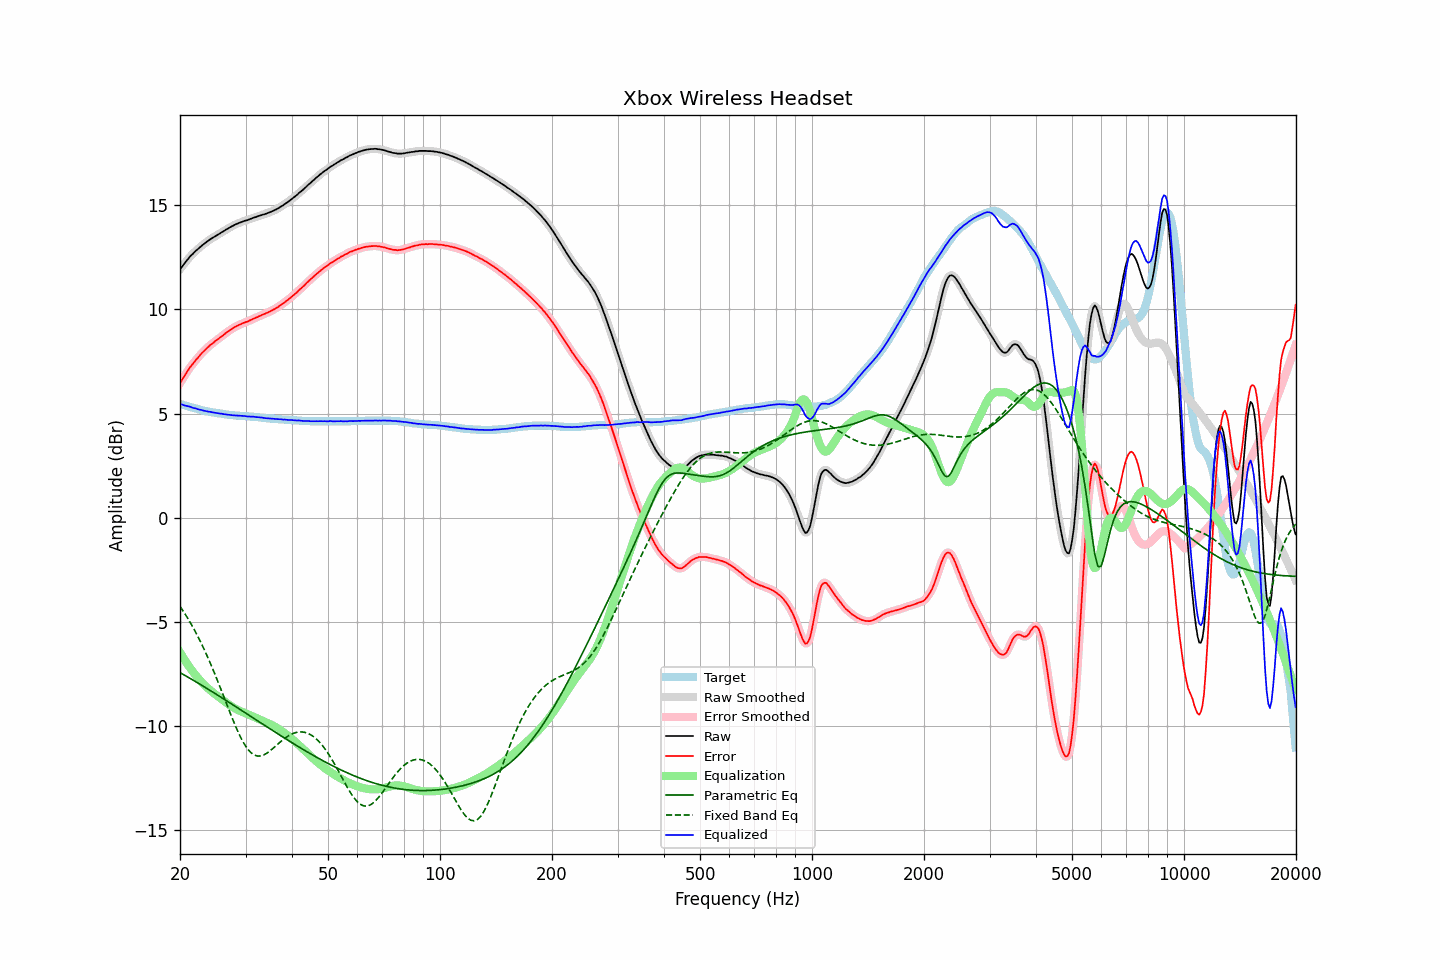 Xbox Wireless Headset
Amplitude (dBr)
15
10
5
0
−5
−10
−15
Target
Raw Smoothed
Error Smoothed
Raw
Error
Equalization
Parametric Eq
Fixed Band Eq
Equalized
20 50 100 200 500 1000 2000 5000 10000 20000
Frequency (Hz)